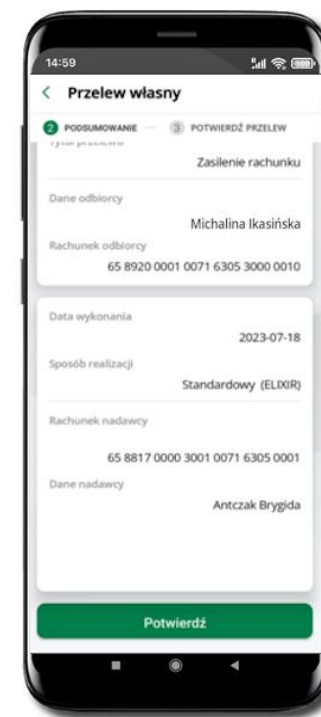 14:59
Przelew własny
2 PODSUMOWANIE 3 POTWIERDŹ PRZELEW
Tytuł przelewu
Zasilenie rachunku
Dane odbiorcy
Michalina Ikasińska
Rachunek odbiorcy
65 8920 0001 0071 6305 3000 0010
Data wykonania
2023-07-18
Sposób realizacji
Standardowy (ELIXIR)
Rachunek nadawcy
65 8817 0000 3001 0071 6305 0001
Dane nadawcy
Antczak Brygida
Potwierdź